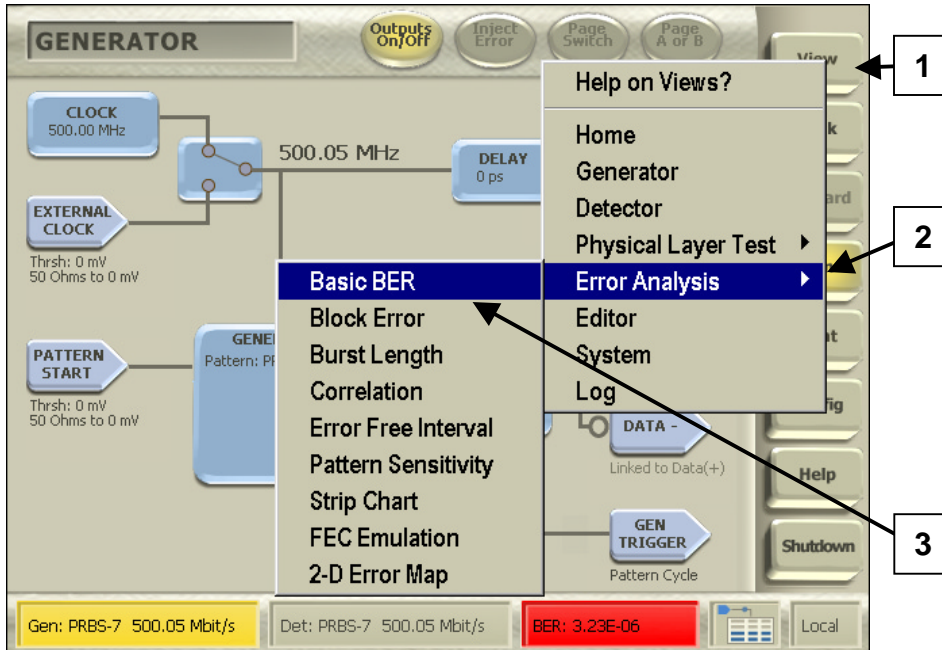 GENERATOR
Outputs
On/Off
Inject
Error
Page
Switch
Page
A or B
View
1
CLOCK
500.00 MHz
500.05 MHz
DELAY
0 ps
EXTERNAL
CLOCK
Thrsh: 0 mV
50 Ohms to 0 mV
PATTERN
START
Thrsh: 0 mV
50 Ohms to 0 mV
GENE
Pattern: PR
Help on Views?
Home
Generator
Detector
Physical Layer Test
Error Analysis
Editor
System
Log
2
Basic BER
Block Error
Burst Length
Correlation
Error Free Interval
Pattern Sensitivity
Strip Chart
FEC Emulation
2-D Error Map
DATA -
Linked to Data(+)
GEN
TRIGGER
Pattern Cycle
Help
Shutdown
3
Gen: PRBS-7 500.05 Mbit/s
Det: PRBS-7 500.05 Mbit/s
BER: 3.23E-06
Local